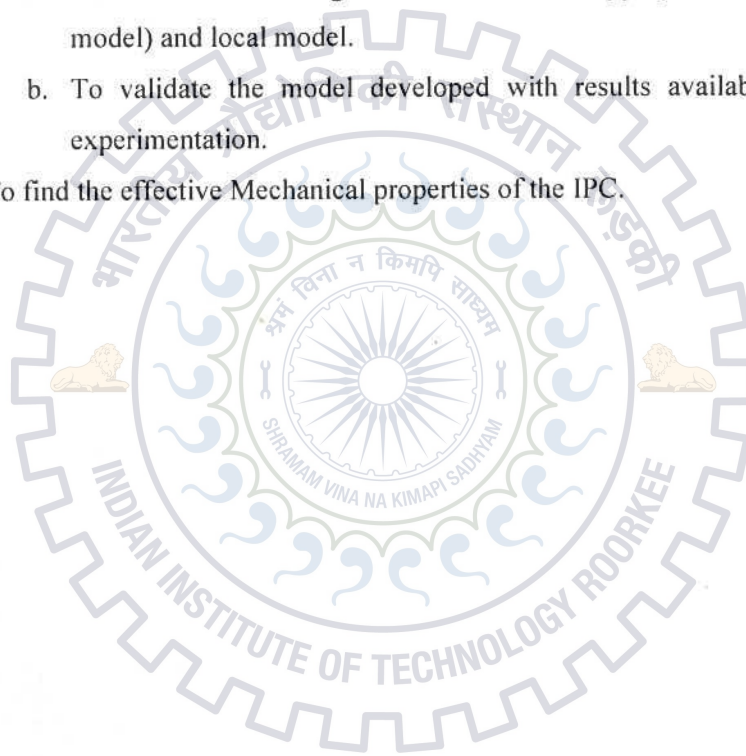 model) and local model.
b. To validate the model developed with results availab
experimentation.
o find the effective Mechanical properties of the IPC.
भारतीय प्रौद्योगिकी संस्थान रुड़की
श्रमं विना न किमपि साध्यम
SHRAMAM VINA NA KIMAPI SADHYAM
INDIAN INSTITUTE OF TECHNOLOGY ROORKEE